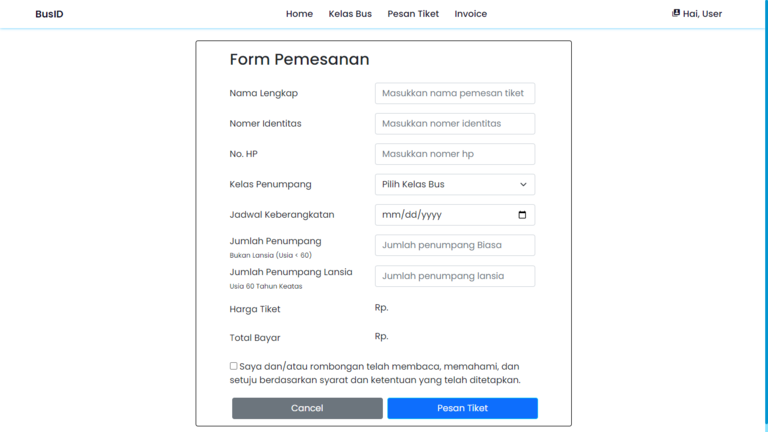 BusID
Home Kelas Bus Pesan Tiket Invoice
Hai, User
Form Pemesanan
Nama Lengkap
Masukkan nama pemesan tiket
Nomer Identitas
Masukkan nomer identitas
No. HP
Masukkan nomer hp
Kelas Penumpang
Pilih Kelas Bus
Jadwal Keberangkatan
mm/dd/yyyy
Jumlah Penumpang
Bukan Lansia (Usia < 60)
Jumlah penumpang Biasa
Jumlah Penumpang Lansia
Usia 60 Tahun Keatas
Jumlah penumpang lansia
Harga Tiket
Rp.
Total Bayar
Rp.
Saya dan/atau rombongan telah membaca, memahami, dan
setuju berdasarkan syarat dan ketentuan yang telah ditetapkan.
Cancel
Pesan Tiket